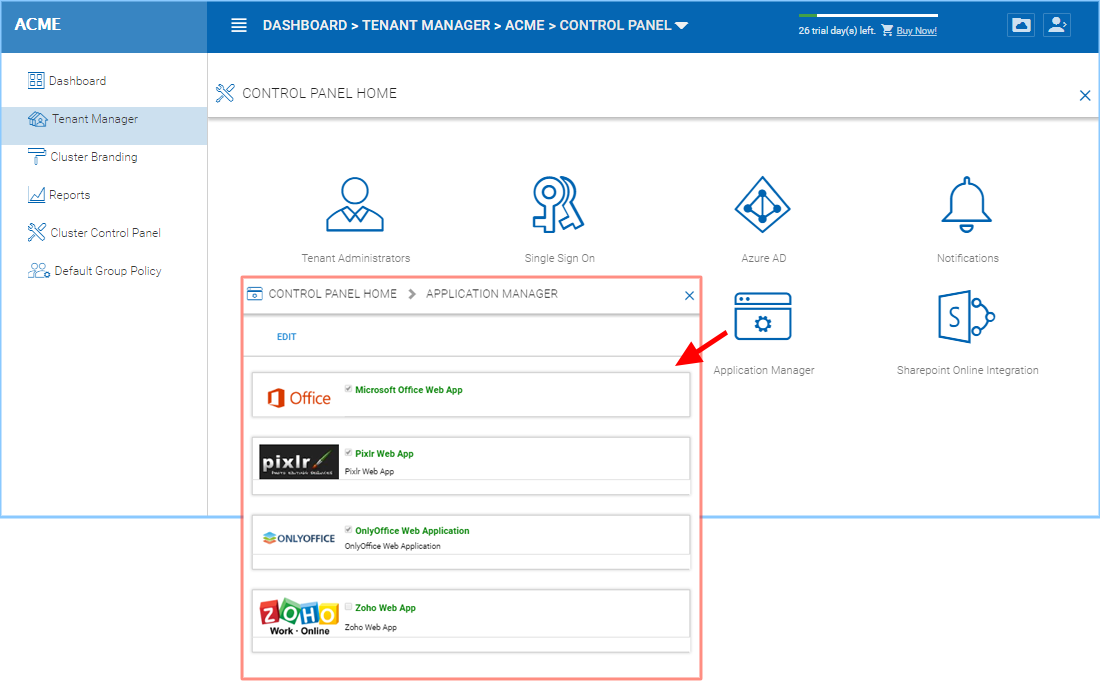 ACME
DASHBOARD > TENANT MANAGER > ACME > CONTROL PANEL
26 trial day(s) left. Buy Now!
Dashboard
Tenant Manager
Cluster Branding
Reports
Cluster Control Panel
Default Group Policy
CONTROL PANEL HOME
Tenant Administrators
Single Sign On
Azure AD
Notifications
Application Manager
S
Sharepoint Online Integration
CONTROL PANEL HOME > APPLICATION MANAGER
EDIT
Office
Microsoft Office Web App
pixlr
Pixlr Web App
Pixlr Web App
ONLYOFFICE
OnlyOffice Web Application
OnlyOffice Web Application
ZOHO
Work · Online
Zoho Web App
Zoho Web App